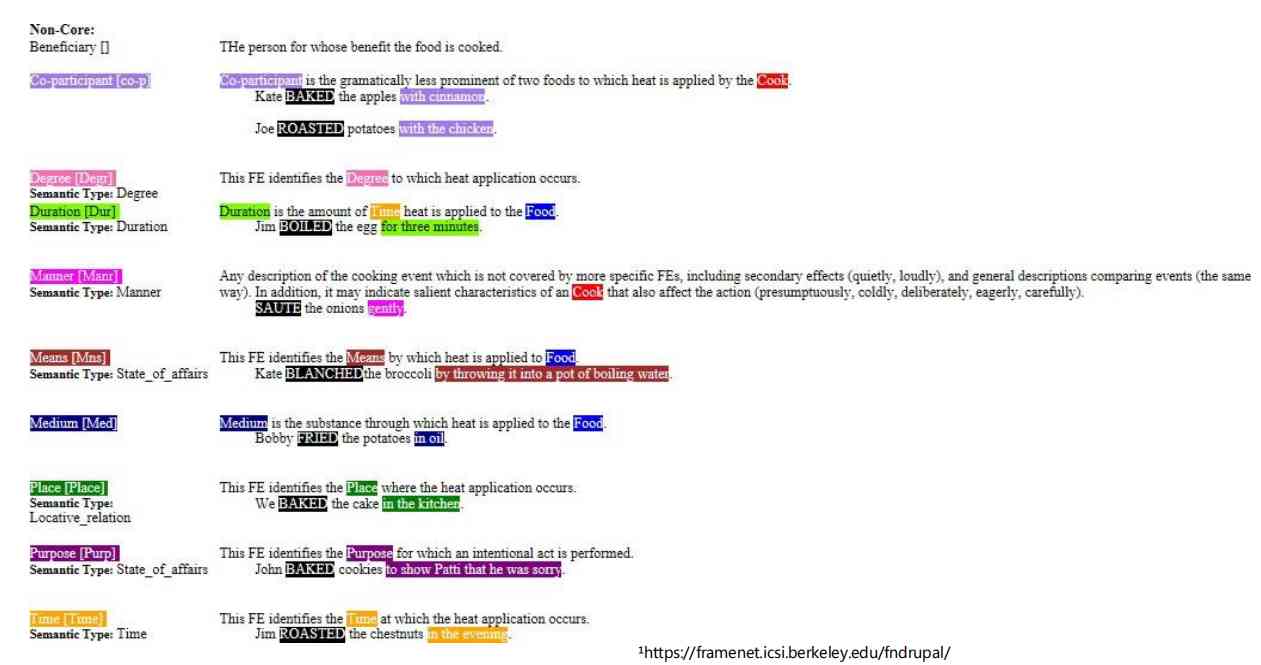 Non-Core:
Beneficiary [] THe person for whose benefit the food is cooked.
Co-participant [co-p] Co-participant is the gramatically less prominent of two foods to which heat is applied by the Cook.
Kate BAKED the apples with cinnamon.
Joe ROASTED potatoes with the chicken.
Degree [Degr] This FE identifies the Degree to which heat application occurs.
Semantic Type: Degree
Duration [Dur] Duration is the amount of Time heat is applied to the Food.
Semantic Type: Duration Jim BOILED the egg for three minutes.
Manner [Manr] Any description of the cooking event which is not covered by more specific FEs, including secondary effects (quietly, loudly), and general descriptions comparing events (the same
Semantic Type: Manner way). In addition, it may indicate salient characteristics of an Cook that also affect the action (presumptuously, coldly, deliberately, eagerly, carefully).
SAUTE the onions gently.
Means [Mns] This FE identifies the Means by which heat is applied to Food.
Semantic Type: State_of_affairs Kate BLANCHED the broccoli by throwing it into a pot of boiling water.
Medium [Med] Medium is the substance through which heat is applied to the Food.
Bobby FRIED the potatoes in oil.
Place [Place] This FE identifies the Place where the heat application occurs.
Semantic Type: We BAKED the cake in the kitchen.
Locative_relation
Purpose [Purp] This FE identifies the Purpose for which an intentional act is performed.
Semantic Type: State_of_affairs John BAKED cookies to show Patti that he was sorry.
Time [Time] This FE identifies the Time at which the heat application occurs.
Semantic Type: Time Jim ROASTED the chestnuts in the evening.
¹https://framenet.icsi.berkeley.edu/fndrupal/